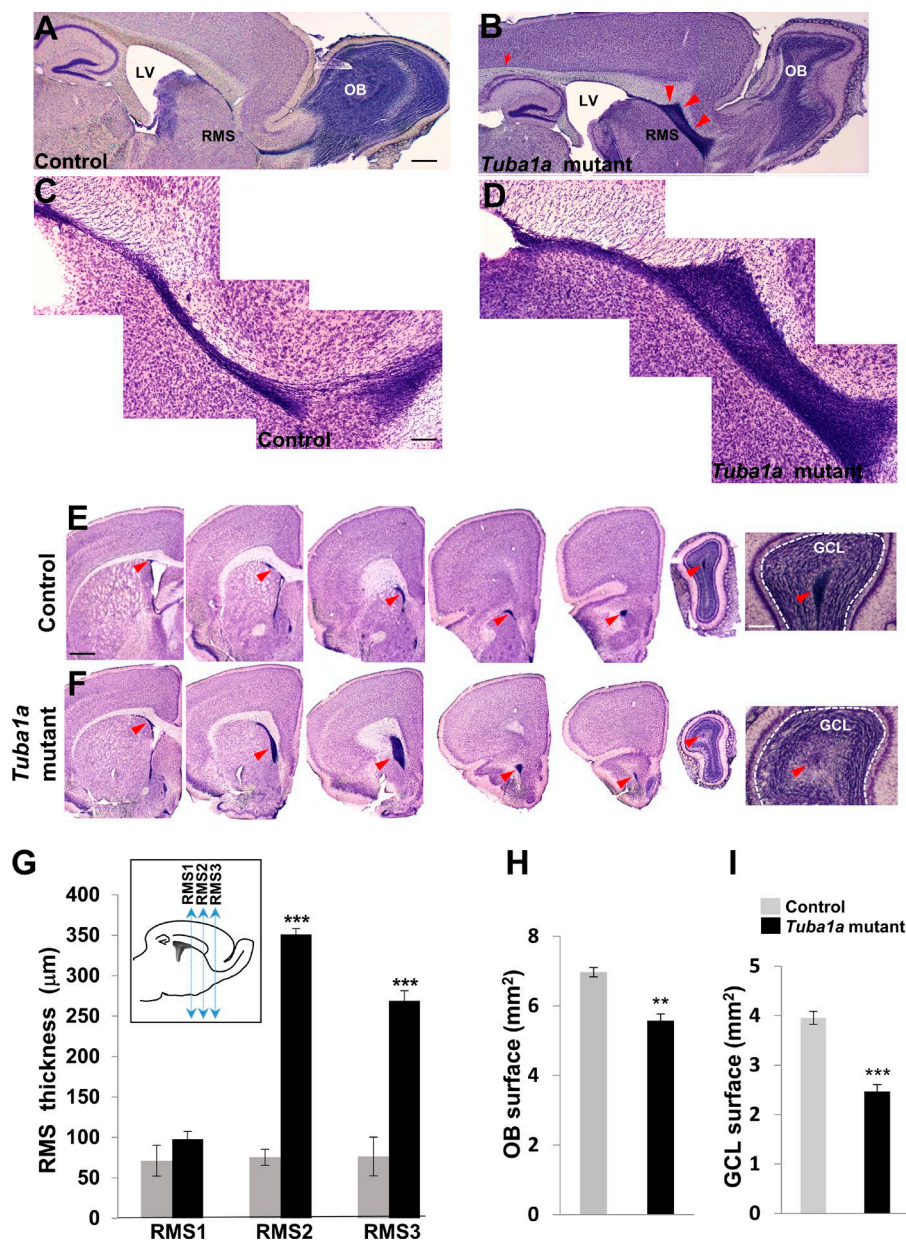 A
LV
OB
RMS
Control
B
LV
OB
RMS
Tuba1a mutant
C
Control
D
Tuba1a mutant
E
Control
GCL
F
Tuba1a
mutant
GCL
G
RMS thickness (μm)
400
350
300
250
200
150
100
50
0
RMS1
RMS2
RMS3
***
***
RMS1
RMS2
RMS3
H
OB surface (mm²)
8
6
4
2
0
**
I
Control
Tuba1a mutant
GCL surface (mm²)
5
4
3
2
1
0
***